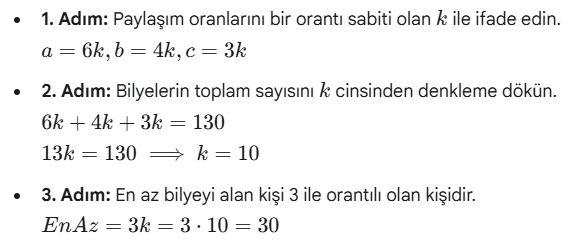 • 1. Adım: Paylaşım oranlarını bir orantı sabiti olan k ile ifade edin.
a = 6k, b = 4k, c = 3k
• 2. Adım: Bilyelerin toplam sayısını k cinsinden denkleme dökün.
6k + 4k + 3k = 130
13k = 130 ⟹ k = 10
• 3. Adım: En az bilyeyi alan kişi 3 ile orantılı olan kişidir.
EnAz = 3k = 3 · 10 = 30